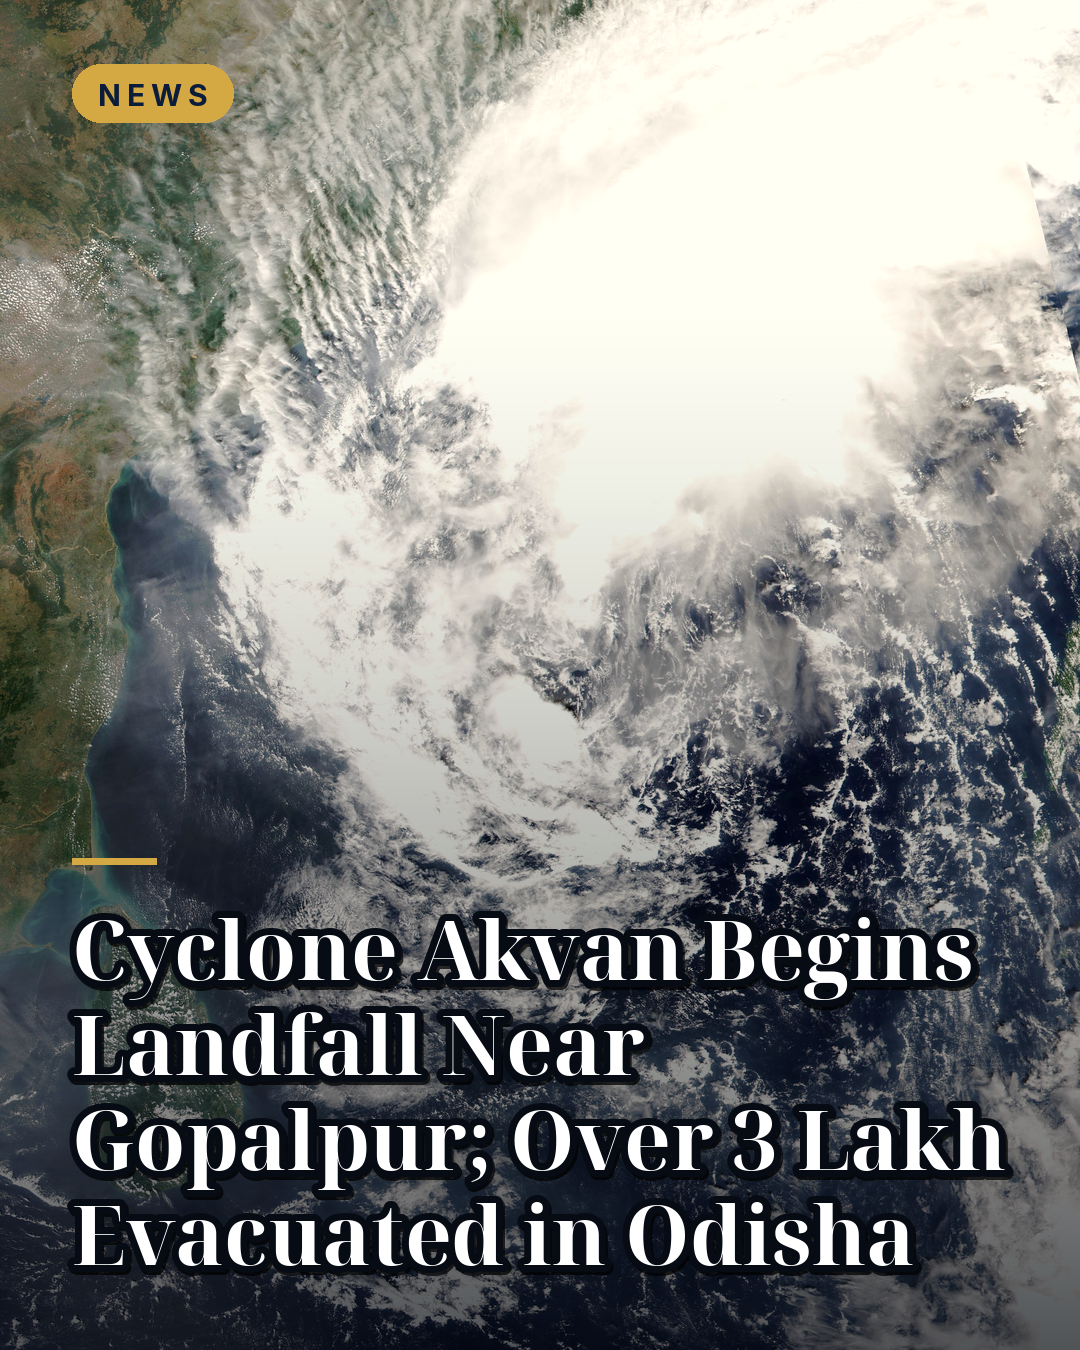 NEWS
Cyclone Akvan Begins
Landfall Near
Gopalpur; Over 3 Lakh
Evacuated in Odisha